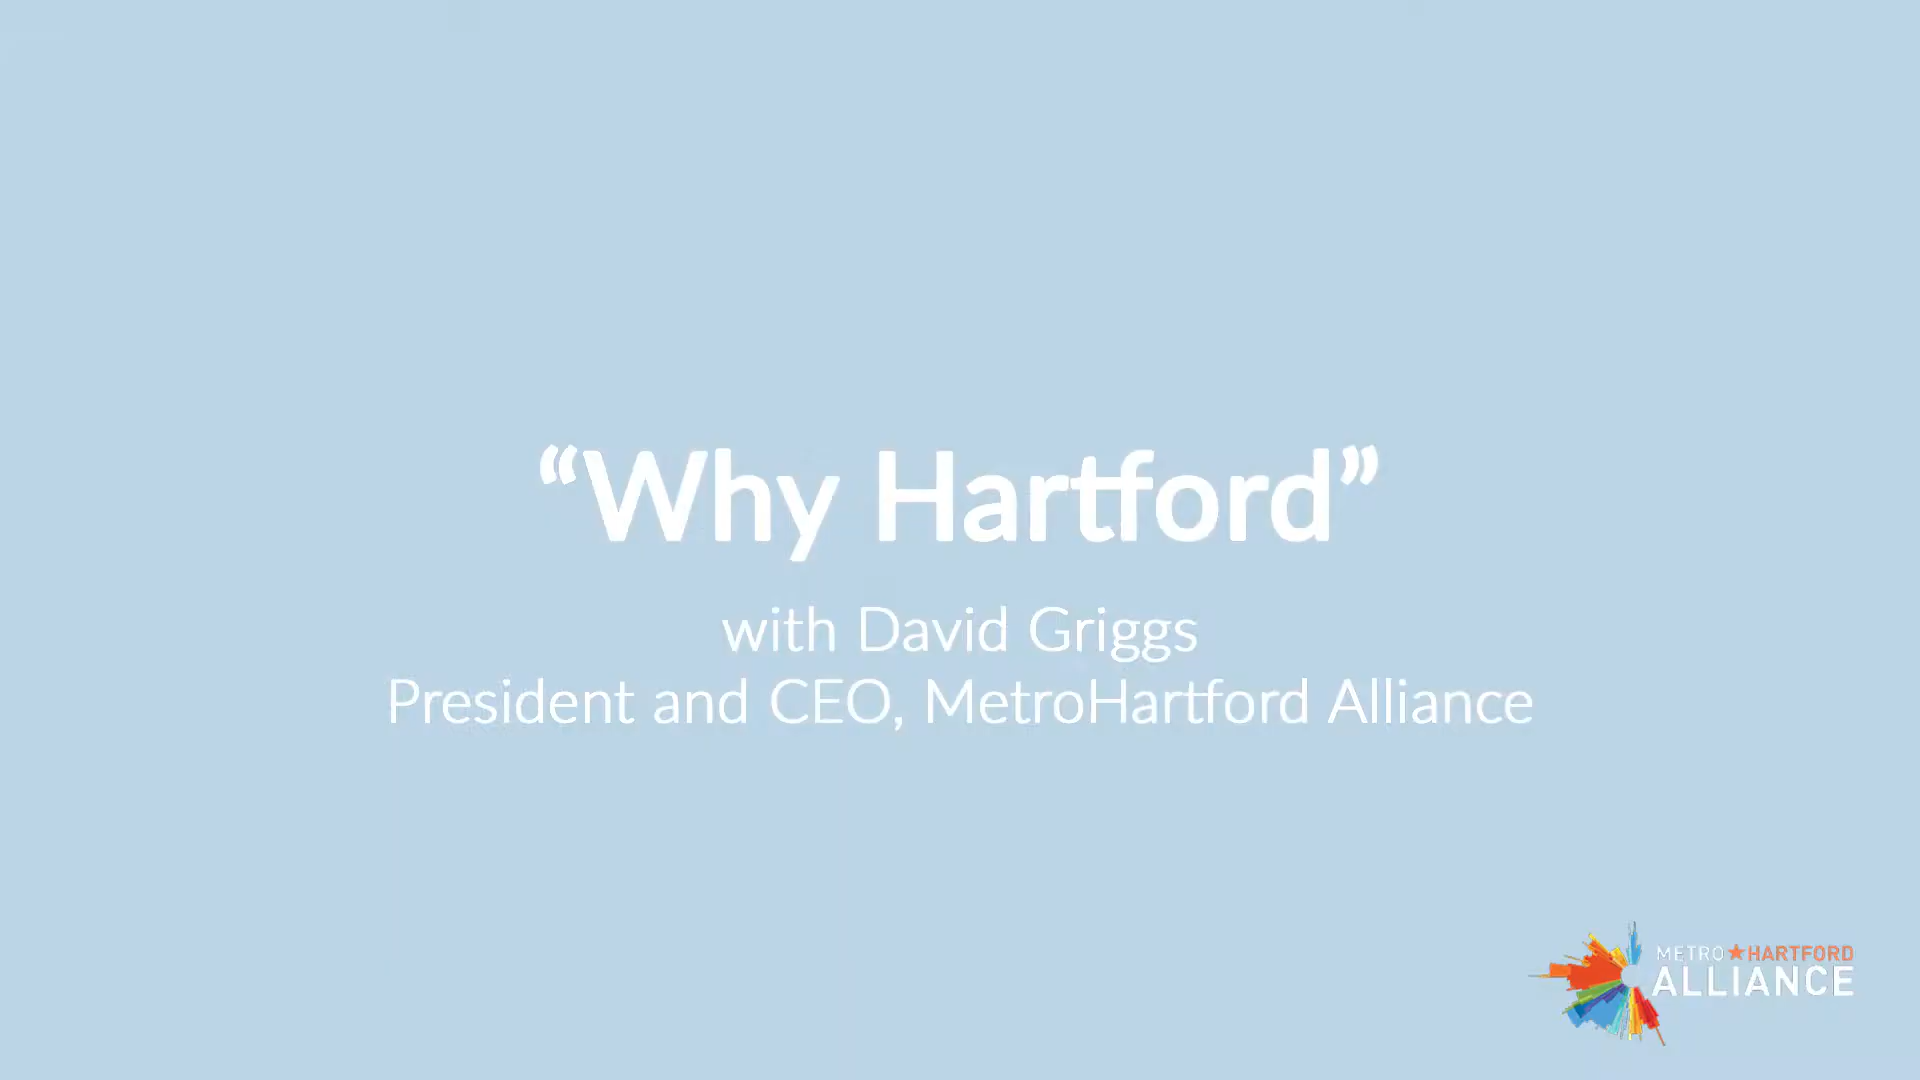 “Why Hartford”
with David Griggs
President and CEO, MetroHartford Alliance
METRO★HARTFORD
ALLIANCE